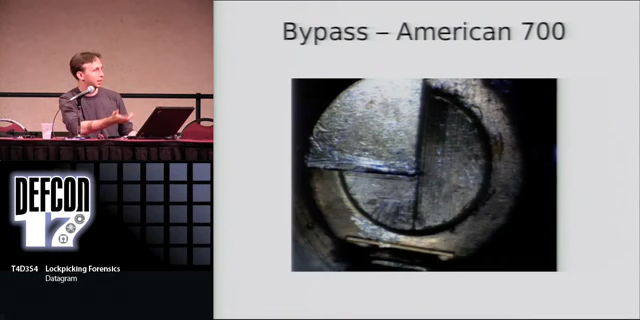 Bypass – American 700
DEFCON
17
T4D3S4 Lockpicking Forensics
Datagram